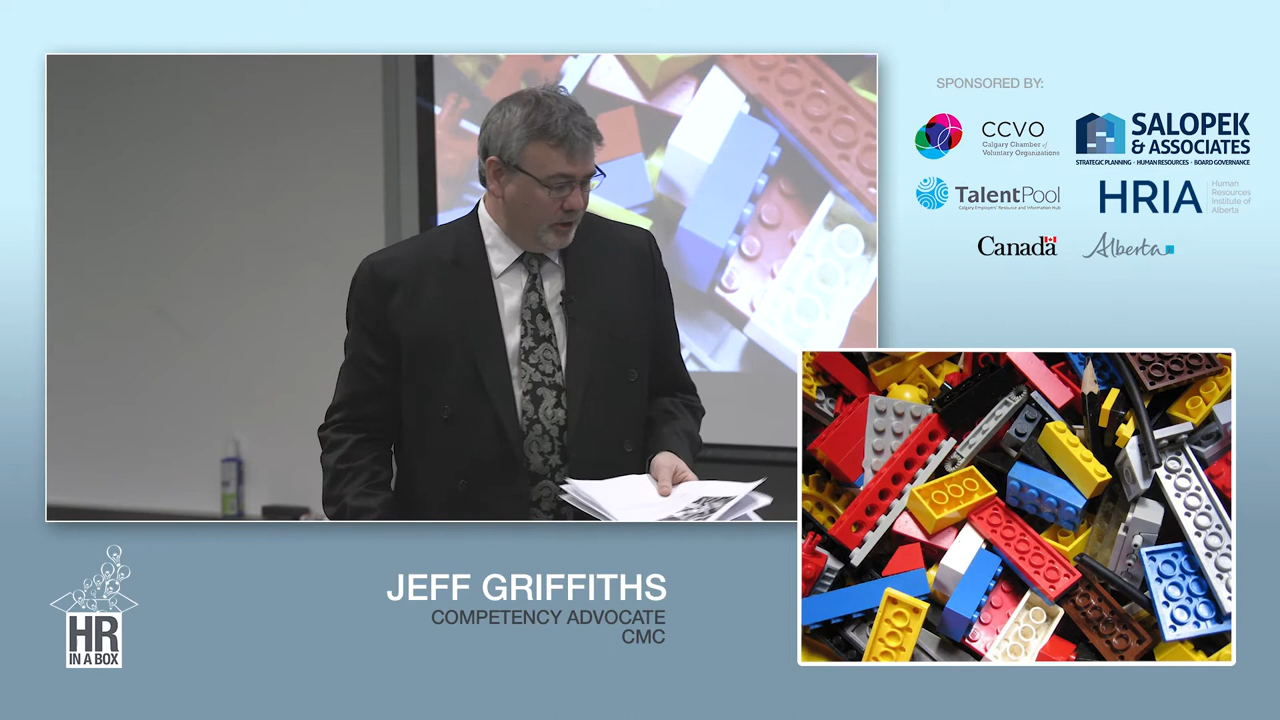 SPONSORED BY:
CCVO
Calgary Chamber of
Voluntary Organizations
SALOPEK
& ASSOCIATES
STRATEGIC PLANNING · HUMAN RESOURCES · BOARD GOVERNANCE
TalentPool
Calgary Employers' Resource and Information Hub
HRIA
Human
Resources
Institute of
Alberta
Canada
Alberta
JEFF GRIFFITHS
COMPETENCY ADVOCATE
CMC
HR
IN A BOX